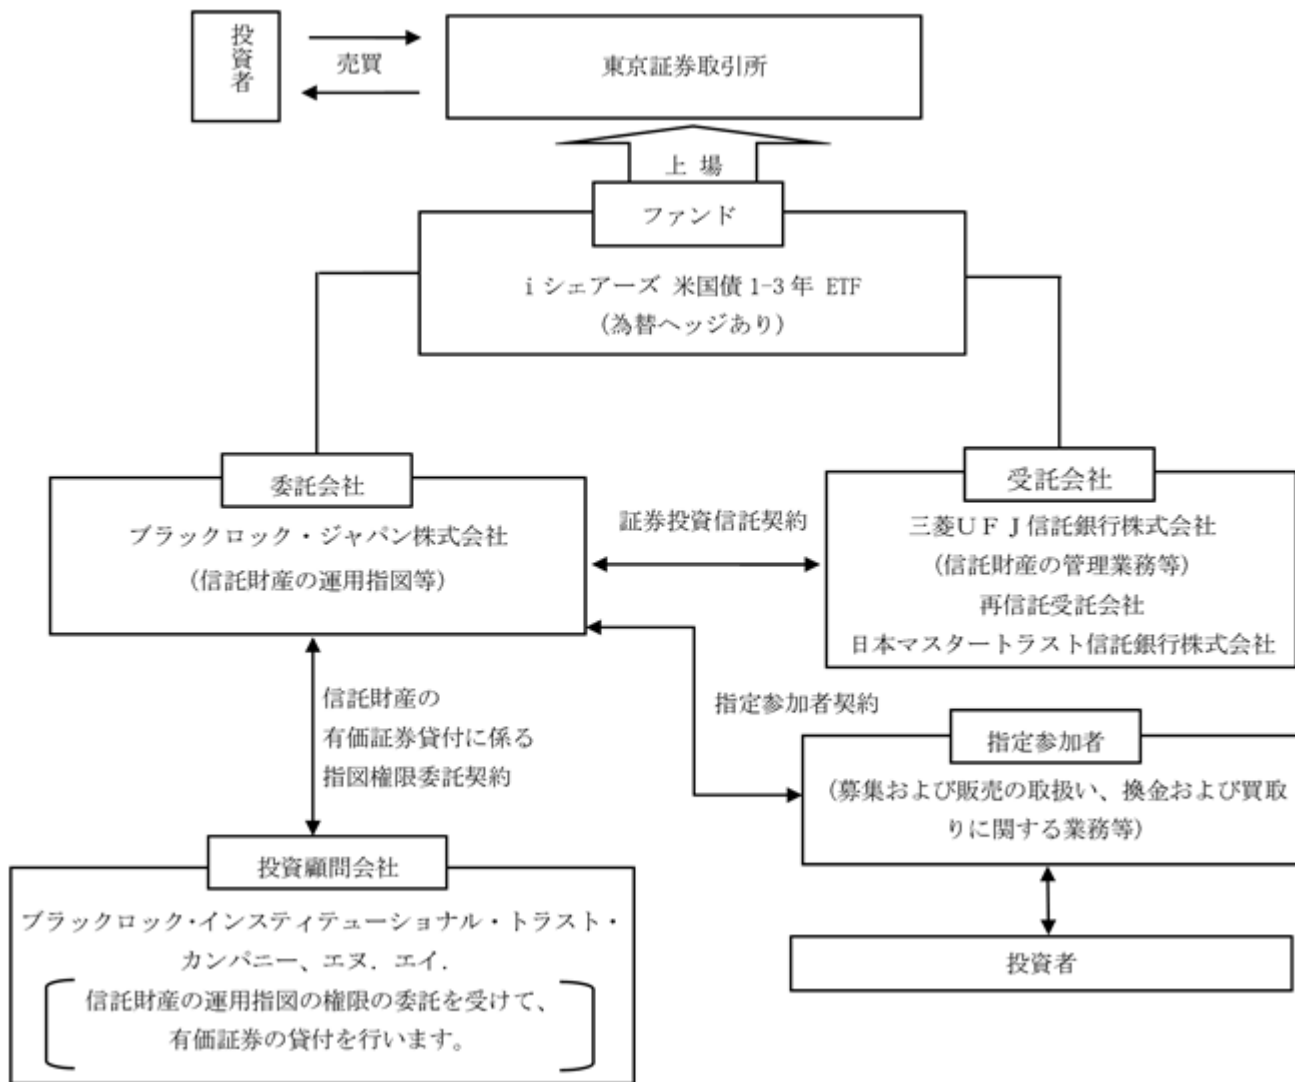 投資者
売買
東京証券取引所
上 場
ファンド
i シェアーズ 米国債 1-3 年 ETF
(為替ヘッジあり)
委託会社
ブラックロック・ジャパン株式会社
(信託財産の運用指図等)
証券投資信託契約
受託会社
三菱UFJ信託銀行株式会社
(信託財産の管理業務等)
再信託受託会社
日本マスタートラスト信託銀行株式会社
信託財産の
有価証券貸付に係る
指図権限委託契約
指定参加者契約
指定参加者
(募集および販売の取扱い、換金および買取
りに関する業務等)
投資顧問会社
ブラックロック・インスティテューショナル・トラスト・
カンパニー、エヌ．エイ．
信託財産の運用指図の権限の委託を受けて、
有価証券の貸付を行います。
投資者